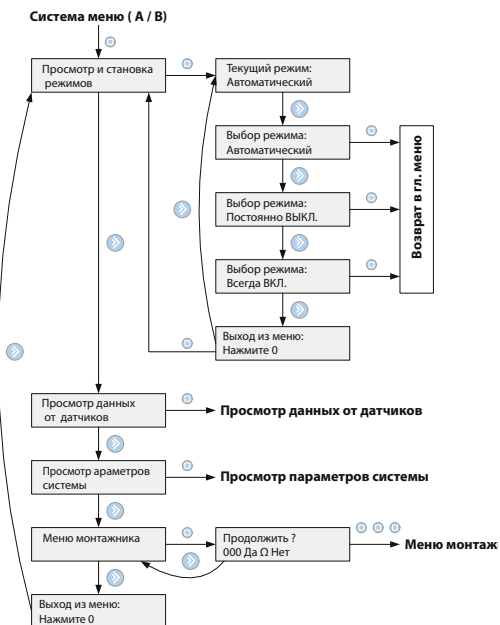 Система меню ( A / B)
Просмотр и становка
режимов
Текущий режим:
Автоматический
Выбор режима:
Автоматический
Выбор режима:
Постоянно ВЫКЛ.
Выбор режима:
Всегда ВКЛ.
Выход из меню:
Нажмите 0
Возврат в гл. меню
Просмотр данных
от датчиков
Просмотр данных от датчиков
Просмотр араметров
системы
Просмотр параметров системы
Меню монтажника
Продолжить ?
000 Да Ω Нет
Меню монтаж
Выход из меню:
Нажмите 0